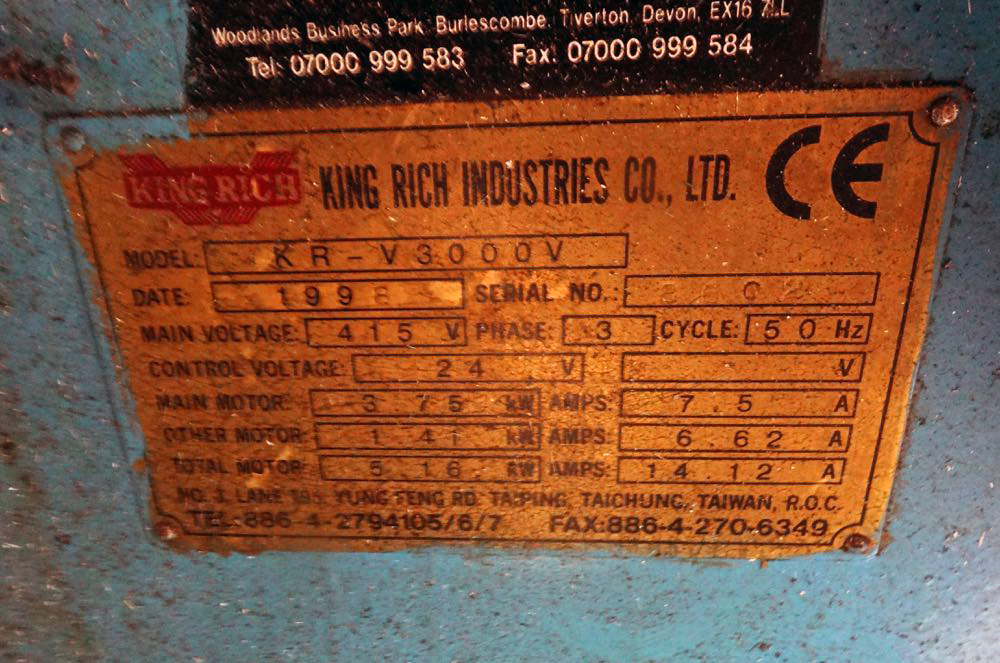 Woodlands Business Park Burlescombe, Tiverton, Devon, EX16 7LL
Tel: 07000 999 583 Fax: 07000 999 584
KING RICH KING RICH INDUSTRIES CO., LTD. CE
MODEL: KR-V3000V
DATE: 1998 SERIAL NO.:
MAIN VOLTAGE: 415 V PHASE: 3 CYCLE: 50 Hz
CONTROL VOLTAGE: 24 V V
MAIN MOTOR: 3 75 KW AMPS: 7.5 A
OTHER MOTOR: 1 41 KW AMPS: 6.62 A
TOTAL MOTOR: 5 16 KW AMPS: 14.12 A
NO. LANE YUNG FENG RD. TAIPING, TAICHUNG, TAIWAN, R.O.C.
TEL:886-4-2794105/6/7 FAX:886-4-270-6349